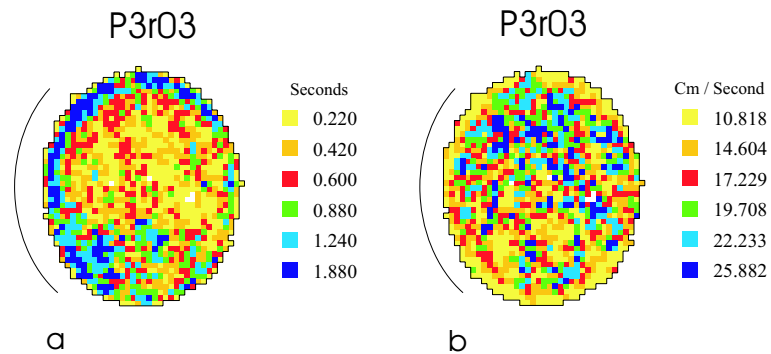 P3r03
Seconds
0.220
0.420
0.600
0.880
1.240
1.880
a
P3r03
Cm / Second
10.818
14.604
17.229
19.708
22.233
25.882
b